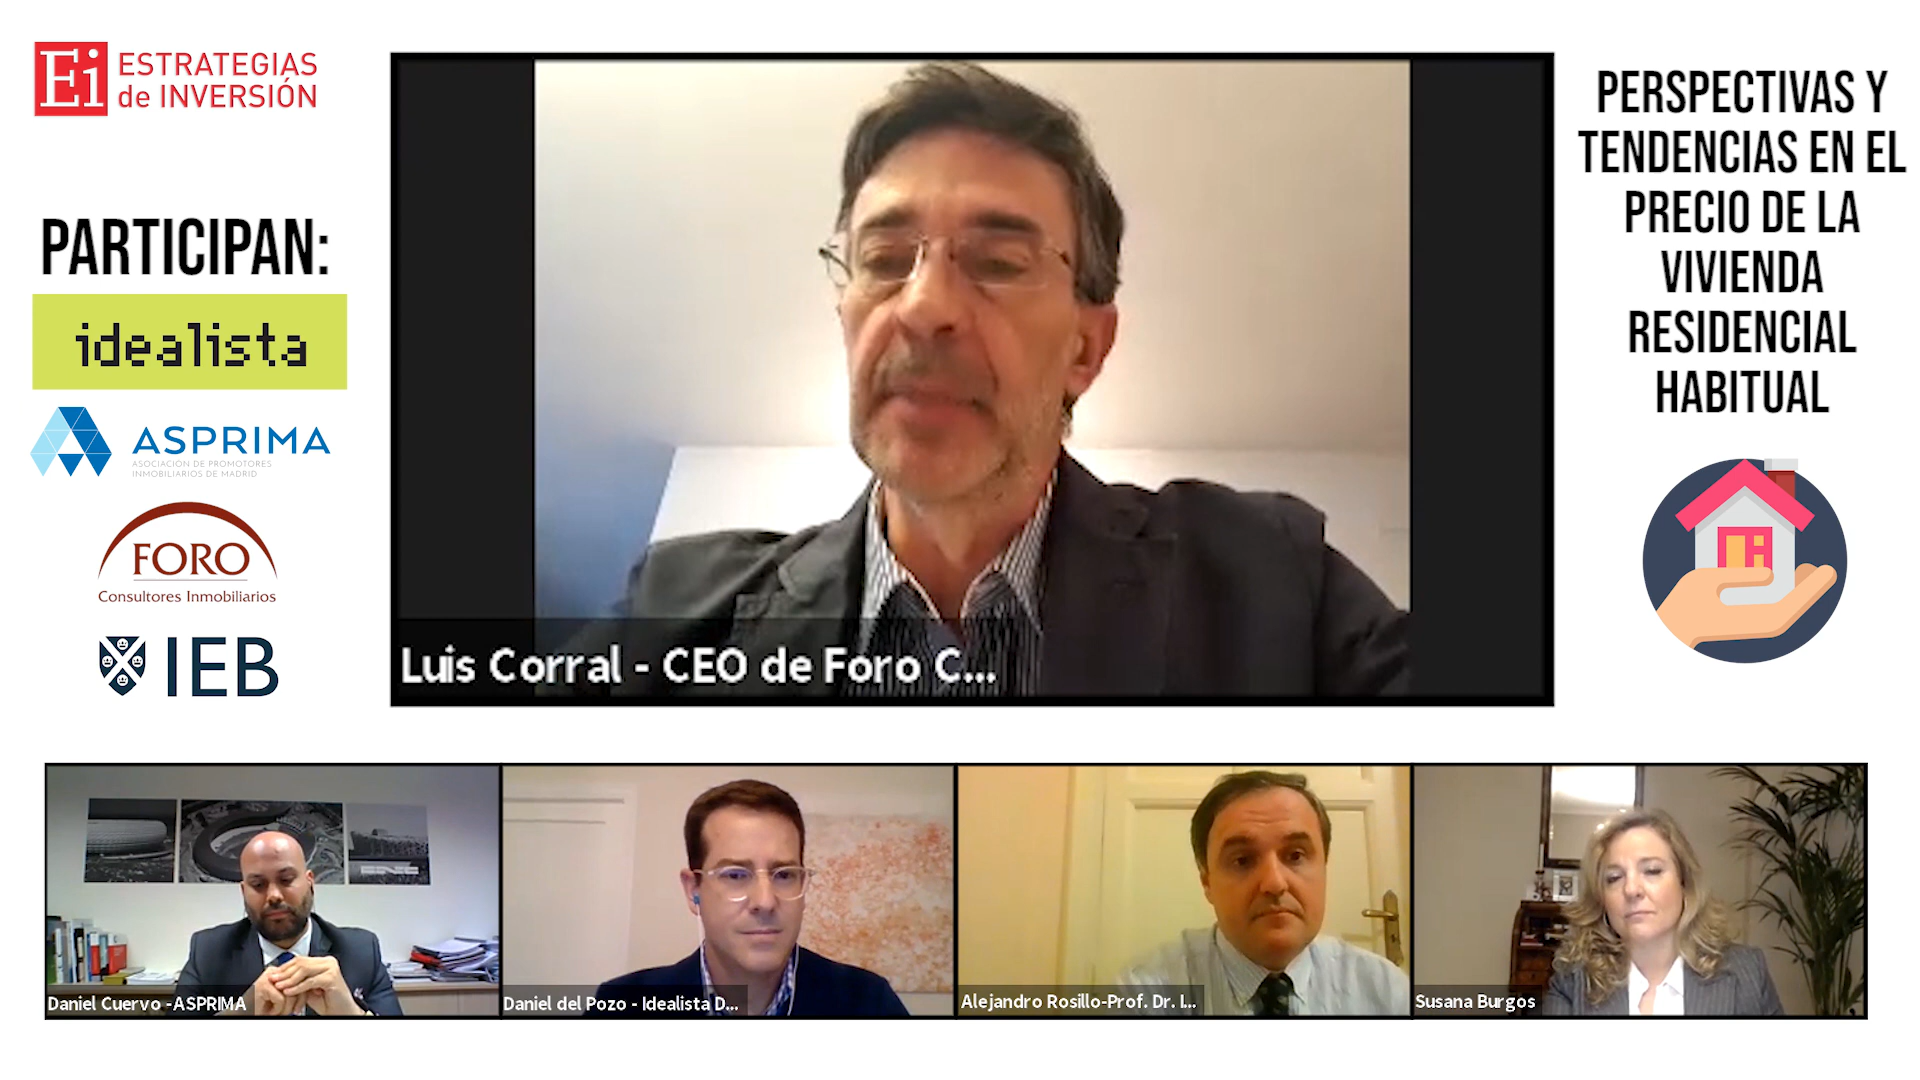 Ei ESTRATEGIAS
de INVERSIÓN
PARTICIPAN:
idealista
ASPRIMA
ASOCIACION DE PROMOTORES
INMOBILIARIOS DE MADRID
FORO
Consultores Inmobiliarios
IEB
Luis Corral - CEO de Foro C...
PERSPECTIVAS Y
TENDENCIAS EN EL
PRECIO DE LA
VIVIENDA
RESIDENCIAL
HABITUAL
Daniel Cuervo -ASPRIMA
Daniel del Pozo - Idealista D...
Alejandro Rosillo-Prof. Dr. I...
Susana Burgos